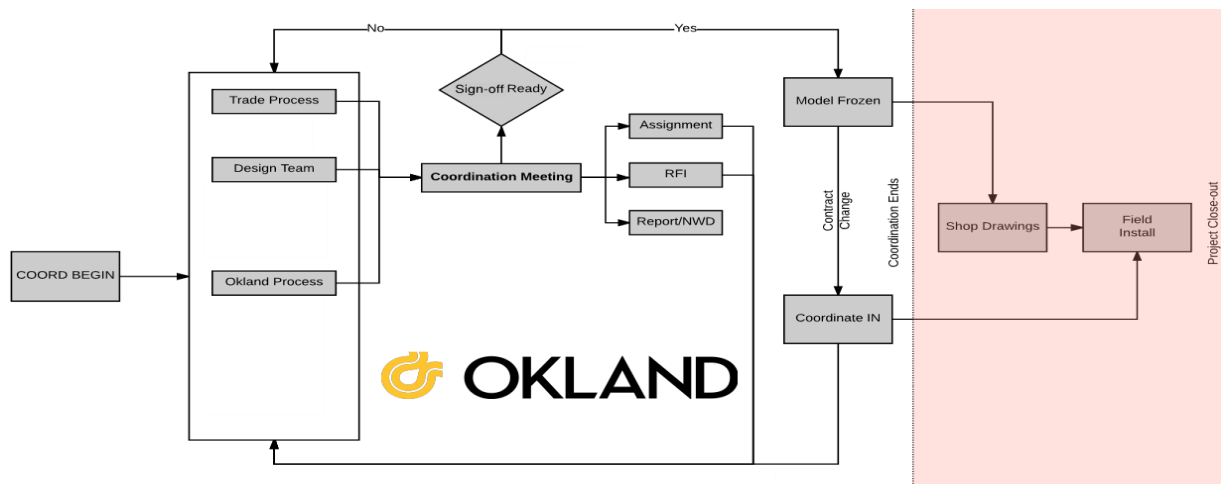 No
Yes
Sign-off Ready
Trade Process
Model Frozen
Assignment
Design Team
Coordination Meeting
RFI
Contract
Change
Coordination Ends
Report/NWD
Shop Drawings
Field
Install
Project Close-out
COORD BEGIN
Okland Process
Coordinate IN
OKLAND